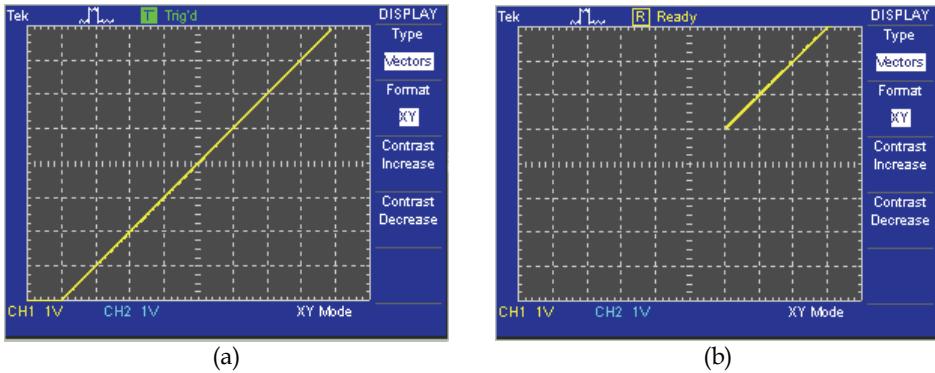 Tek T Trig'd DISPLAY
Type
Vectors
Format
XY
Contrast
Increase
Contrast
Decrease
CH1 1V CH2 1V XY Mode
(a)
Tek R Ready DISPLAY
Type
Vectors
Format
XY
Contrast
Increase
Contrast
Decrease
CH1 1V CH2 1V XY Mode
(b)